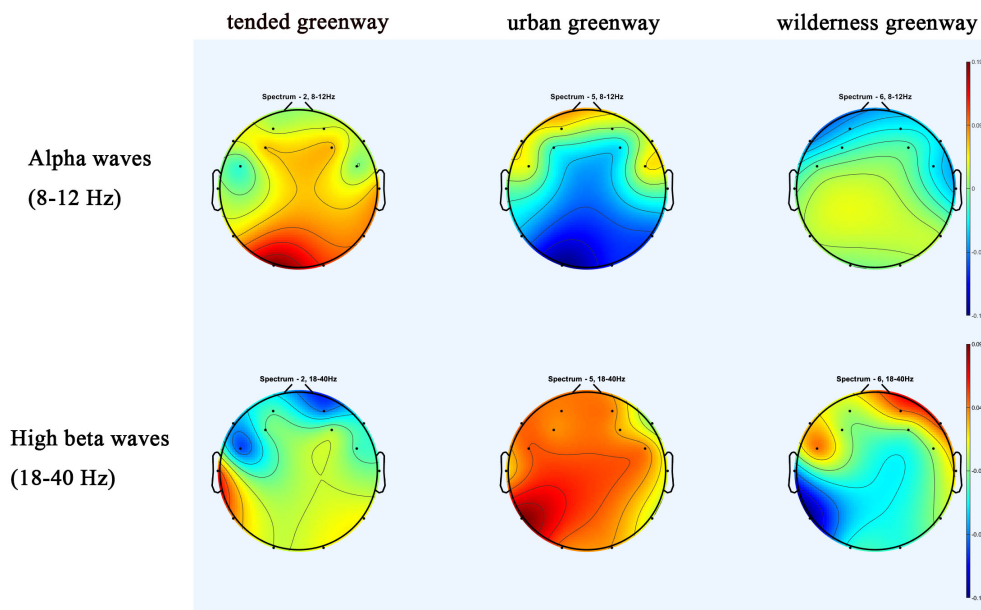 tended greenway
urban greenway
wilderness greenway
Spectrum - 2, 8-12Hz
Spectrum - 5, 8-12Hz
Spectrum - 6, 8-12Hz
Alpha waves
(8-12 Hz)
0
Spectrum - 2, 18-40Hz
Spectrum - 5, 18-40Hz
Spectrum - 6, 18-40Hz
High beta waves
(18-40 Hz)